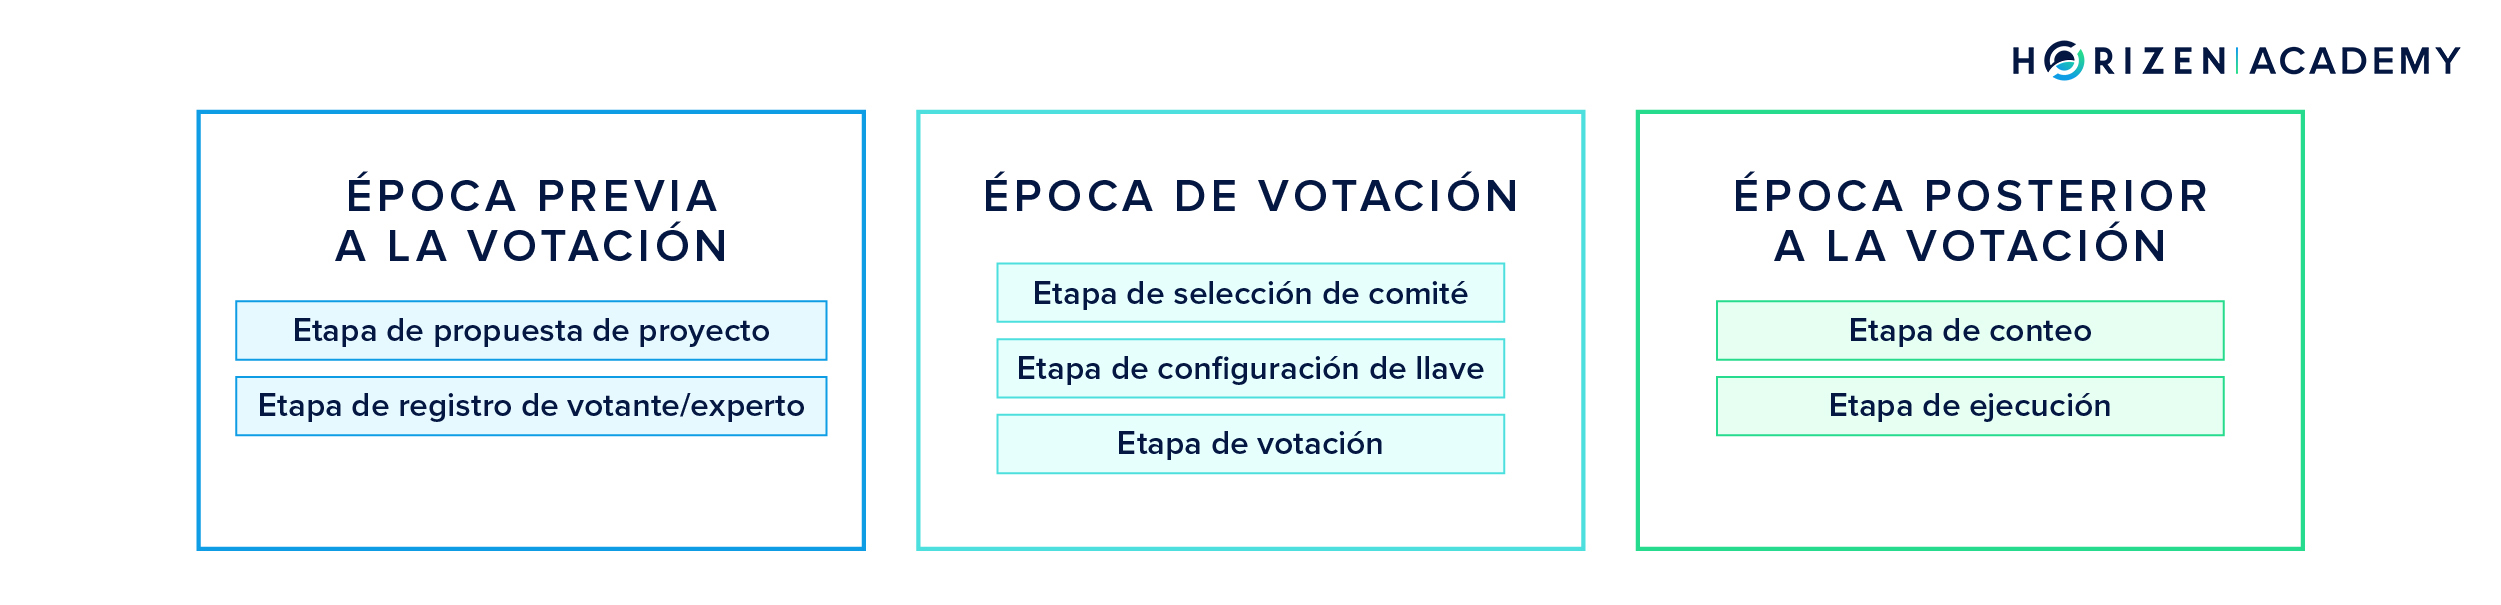 HORIZEN ACADEMY
ÉPOCA PREVIA
A LA VOTACIÓN
Etapa de propuesta de proyecto
Etapa de registro de votante/experto
ÉPOCA DE VOTACIÓN
Etapa de selección de comité
Etapa de configuración de llave
Etapa de votación
ÉPOCA POSTERIOR
A LA VOTACIÓN
Etapa de conteo
Etapa de ejecución